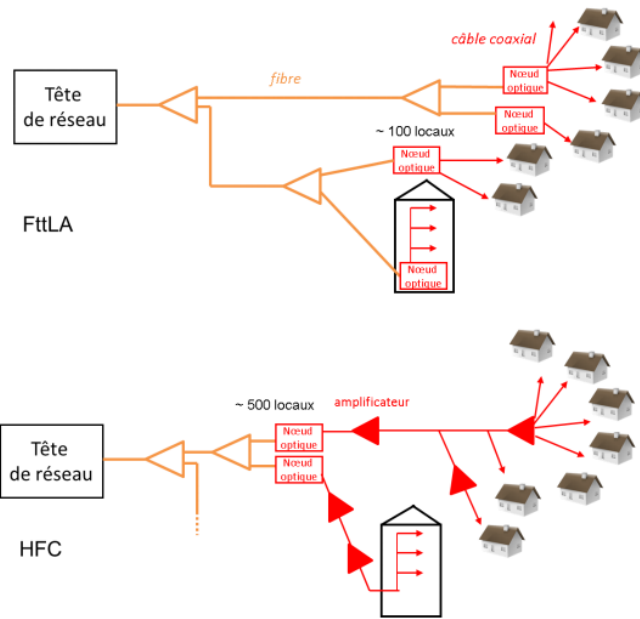 câble coaxial
Tête
de réseau
fibre
Nœud
optique
Nœud
optique
~ 100 locaux
Nœud
optique
FttLA
Nœud
optique
~ 500 locaux
amplificateur
Tête
de réseau
Nœud
optique
Nœud
optique
HFC